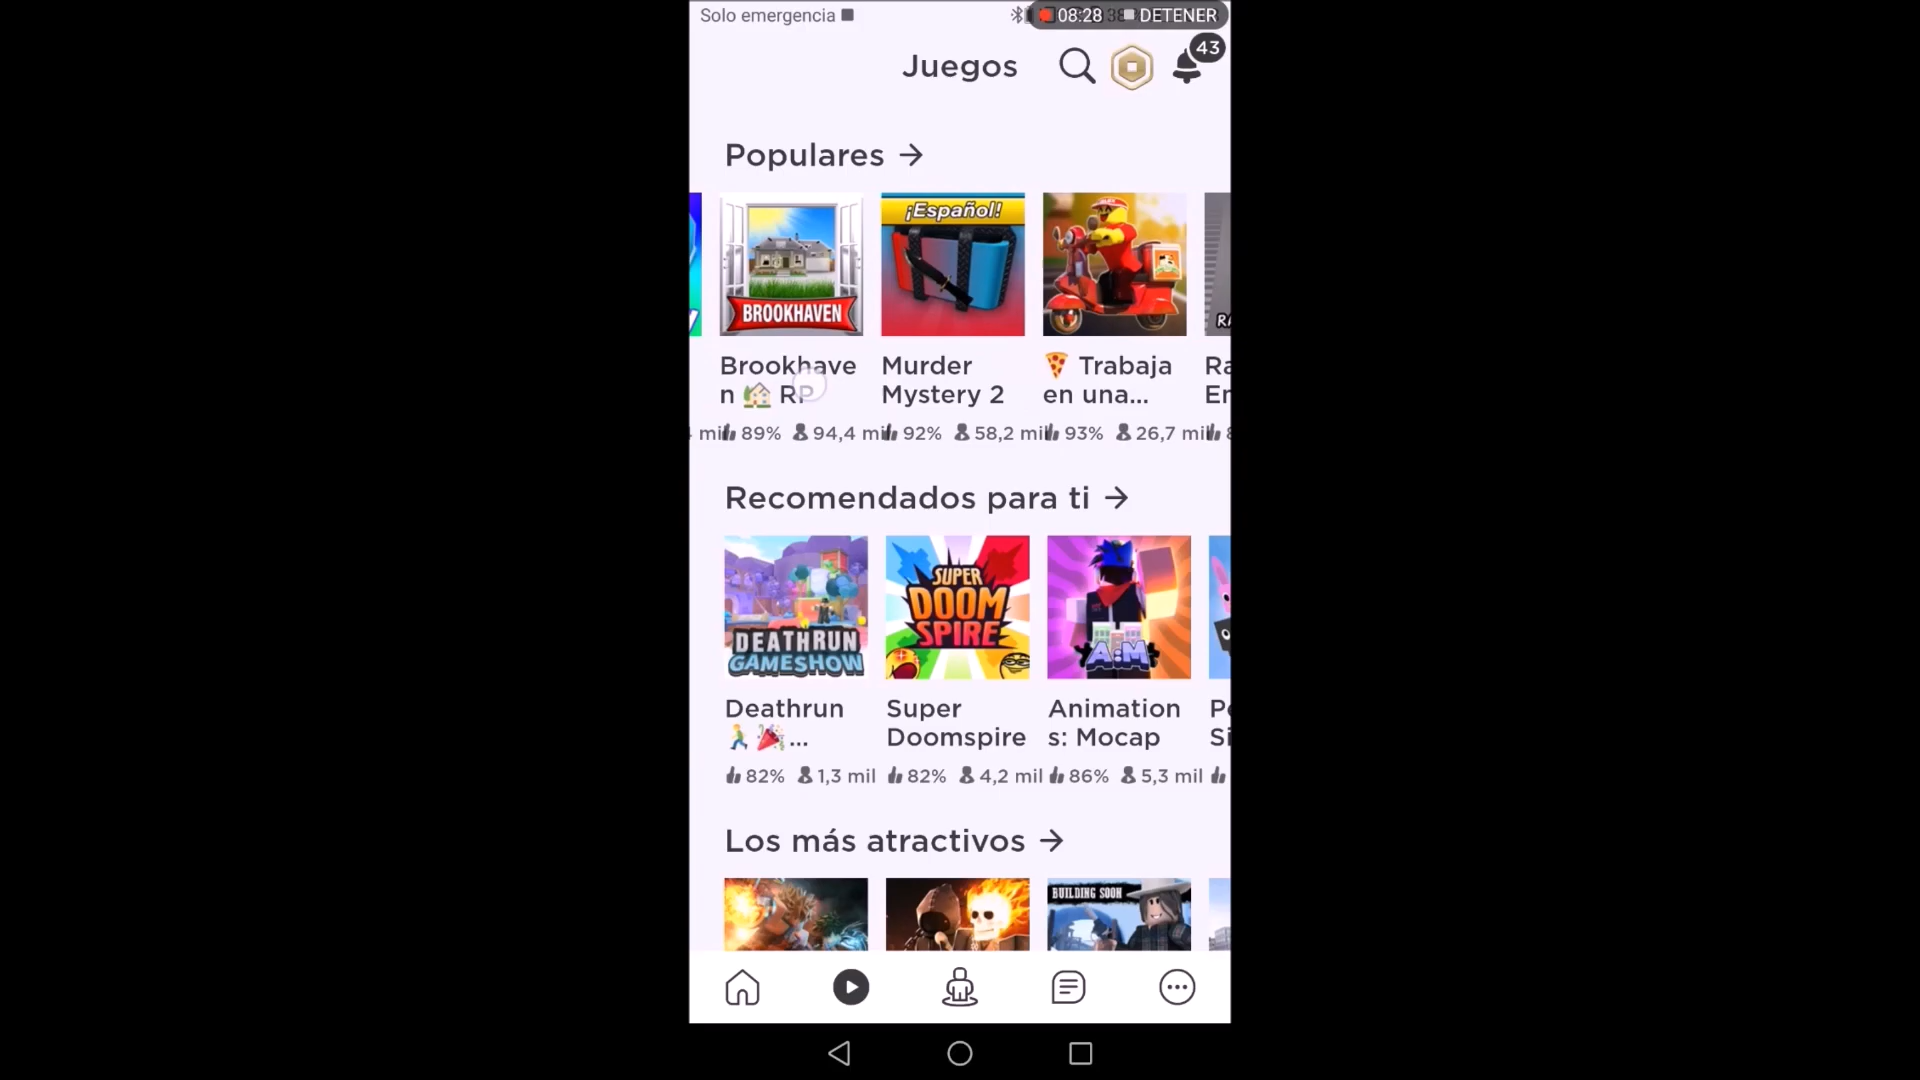 Solo emergencia
08:28 DETENER
43
Juegos
Populares →
¡Español!
BROOKHAVEN
Brookhave
n 🏡 RP
Murder
Mystery 2
🍕 Trabaja
en una...
Ra
Er
mil
89% 94,4 mil
92% 58,2 mil
93% 26,7 mil
Recomendados para ti →
DEATHRUN
GAMESHOW
SUPER
DOOM
SPIRE
A:M
Deathrun
🏃🎉...
Super
Doomspire
Animation
s: Mocap
Si
82% 1,3 mil
82% 4,2 mil
86% 5,3 mil
Los más atractivos →
BUILDING SOON